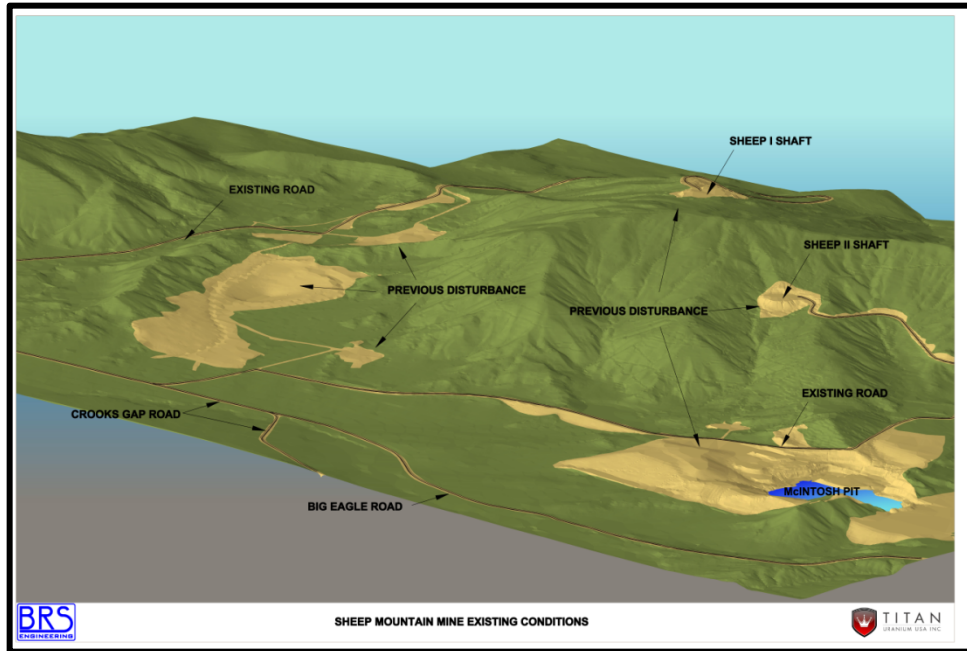 SHEEP I SHAFT
EXISTING ROAD
SHEEP II SHAFT
PREVIOUS DISTURBANCE
PREVIOUS DISTURBANCE
EXISTING ROAD
CROOKS GAP ROAD
McINTOSH PIT
BIG EAGLE ROAD
BRS
ENGINEERING
SHEEP MOUNTAIN MINE EXISTING CONDITIONS
TITAN
URANIUM USA INC.